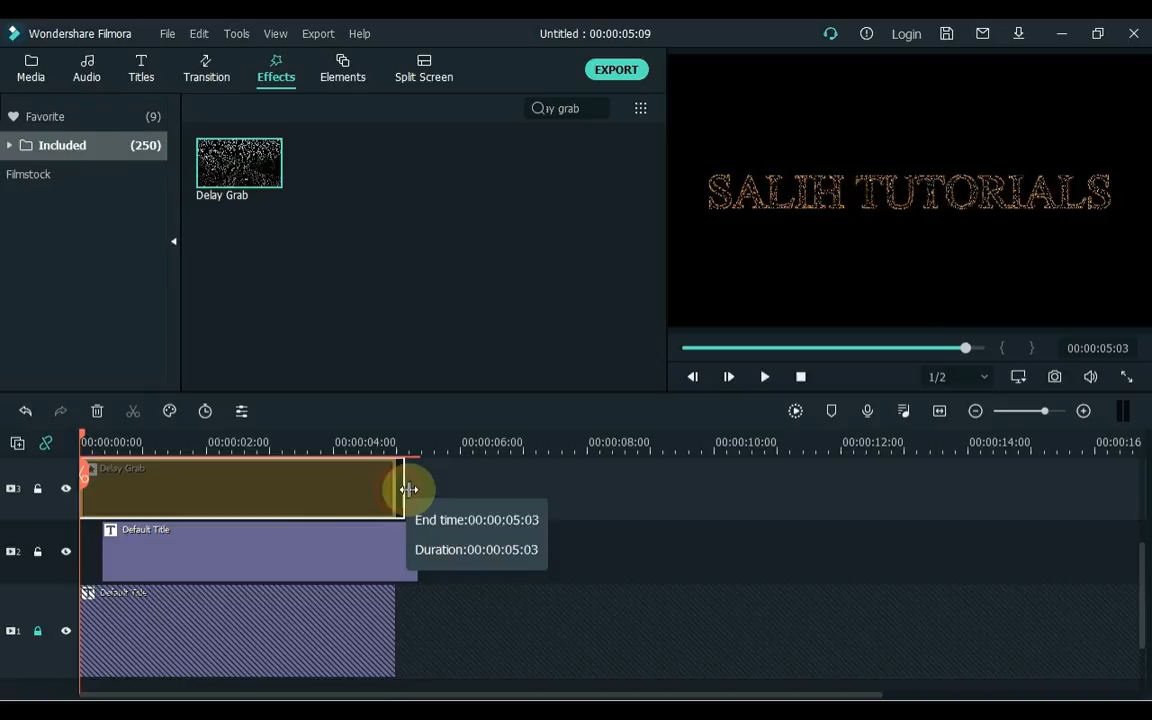 Wondershare Filmora File Edit Tools View Export Help Untitled : 00:00:05:09 Login
Media Audio Titles Transition Effects Elements Split Screen EXPORT
Favorite (9)
Included (250)
Filmstock
ay grab
Delay Grab
SALIH TUTORIALS
00:00:05:03
1/2
00:00:00:00 00:00:02:00 00:00:04:00 00:00:06:00 00:00:08:00 00:00:10:00 00:00:12:00 00:00:14:00 00:00:16
3 Delay Grab
End time:00:00:05:03
Duration:00:00:05:03
2 T Default Title
1 Default Title